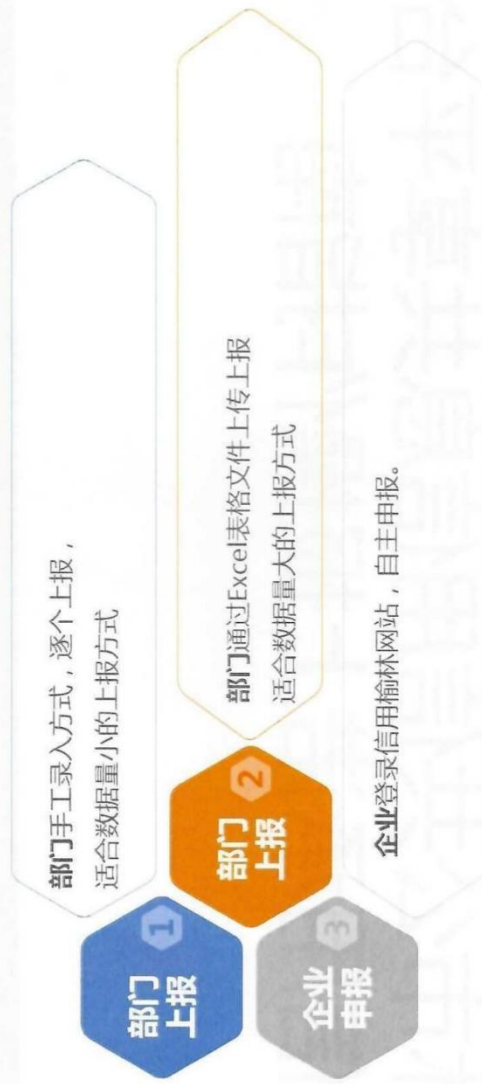 1
部门
上报
部门手工录入方式，逐个上报，
适合数据量小的上报方式
2
部门
上报
部门通过Excel表格文件上传上报
适合数据量大的上报方式
3
企业
申报
企业登录信用榆林网站，自主申报。